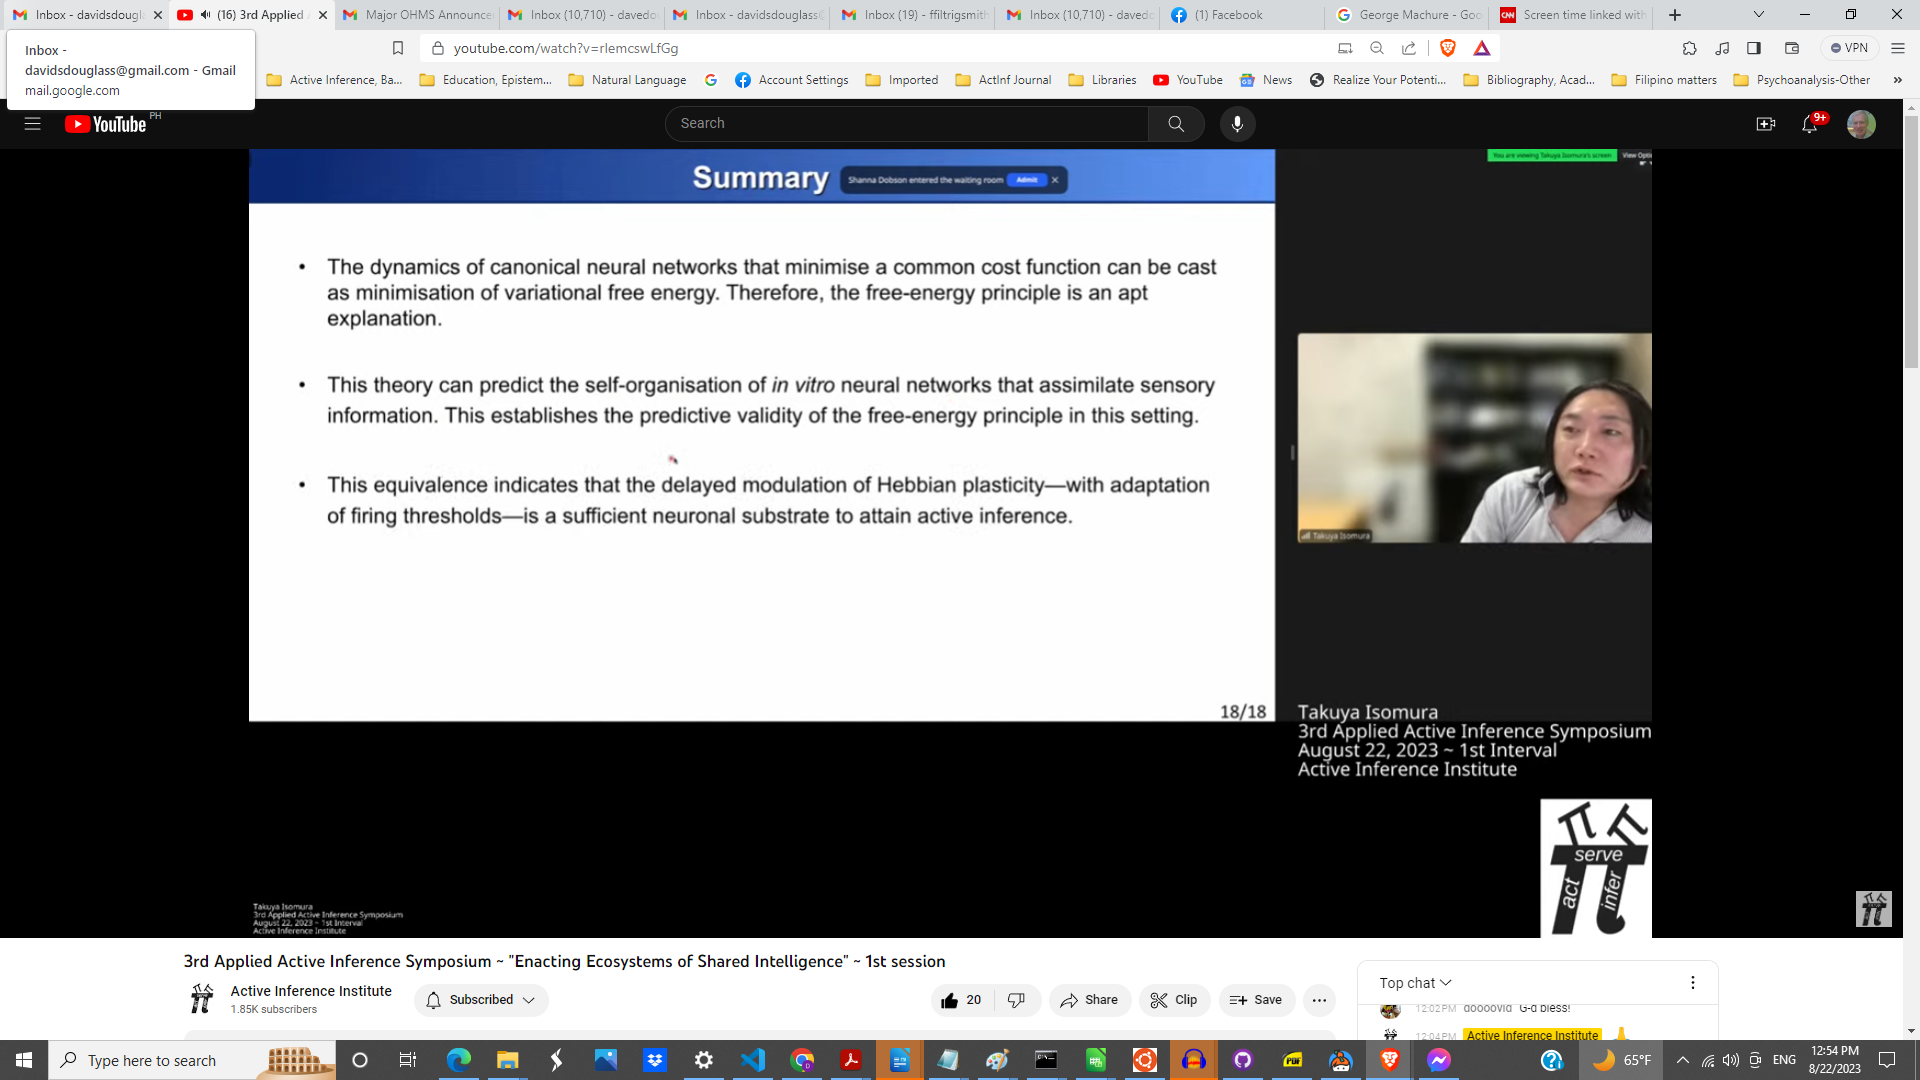 Inbox - davidsdougla
(16) 3rd Applied
Major OHMS Announce
Inbox (10,710) - davedo
Inbox - davidsdouglass@
Inbox (19) - ffiltrigsmith
Inbox (10,710) - davedo
(1) Facebook
George Machure - Goo
Screen time linked with
Inbox -
davidsdouglass@gmail.com - Gmail
mail.google.com
youtube.com/watch?v=rIemcswLfGg
VPN
Active Inference, Ba...
Education, Epistem...
Natural Language
Account Settings
Imported
ActInf Journal
Libraries
YouTube
News
Realize Your Potenti...
Bibliography, Acad...
Filipino matters
Psychoanalysis-Other
»
YouTube PH
Search
9+
Summary
Shanna Dobson entered the waiting room Admit
You are viewing Takuya Isomura's screen
• The dynamics of canonical neural networks that minimise a common cost function can be cast
as minimisation of variational free energy. Therefore, the free-energy principle is an apt
explanation.
• This theory can predict the self-organisation of in vitro neural networks that assimilate sensory
information. This establishes the predictive validity of the free-energy principle in this setting.
• This equivalence indicates that the delayed modulation of Hebbian plasticity—with adaptation
of firing thresholds—is a sufficient neuronal substrate to attain active inference.
18/18
Takuya Isomura
Takuya Isomura
3rd Applied Active Inference Symposium
August 22, 2023 ~ 1st Interval
Active Inference Institute
serve
act
infer
Takuya Isomura
3rd Applied Active Inference Symposium
August 22, 2023 ~ 1st Interval
Active Inference Institute
3rd Applied Active Inference Symposium ~ "Enacting Ecosystems of Shared Intelligence" ~ 1st session
Active Inference Institute
1.85K subscribers
Subscribed
20
Share
Clip
Save
Top chat
12:02 PM doooovid G-d bless!
12:04 PM Active Inference Institute
Type here to search
65°F
ENG
12:54 PM
8/22/2023